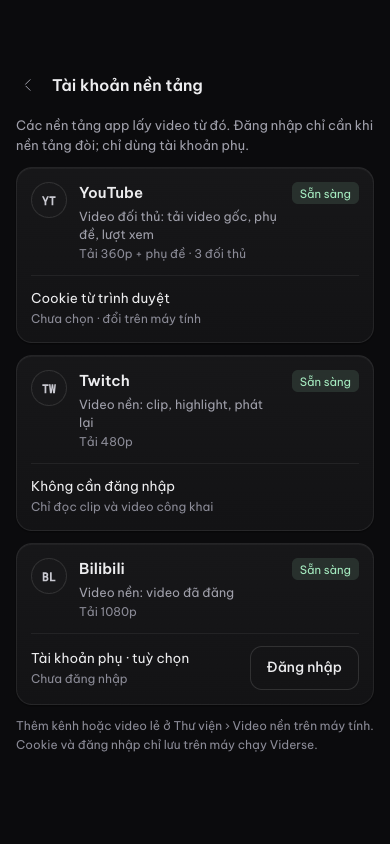 Tài khoản nền tảng
Các nền tảng app lấy video từ đó. Đăng nhập chỉ cần khi
nền tảng đòi; chỉ dùng tài khoản phụ.
YT
YouTube
Sẵn sàng
Video đối thủ: tải video gốc, phụ
đề, lượt xem
Tải 360p + phụ đề · 3 đối thủ
Cookie từ trình duyệt
Chưa chọn · đổi trên máy tính
TW
Twitch
Sẵn sàng
Video nền: clip, highlight, phát
lại
Tải 480p
Không cần đăng nhập
Chỉ đọc clip và video công khai
BL
Bilibili
Sẵn sàng
Video nền: video đã đăng
Tải 1080p
Tài khoản phụ · tuỳ chọn
Chưa đăng nhập
Đăng nhập
Thêm kênh hoặc video lẻ ở Thư viện › Video nền trên máy tính.
Cookie và đăng nhập chỉ lưu trên máy chạy Viderse.